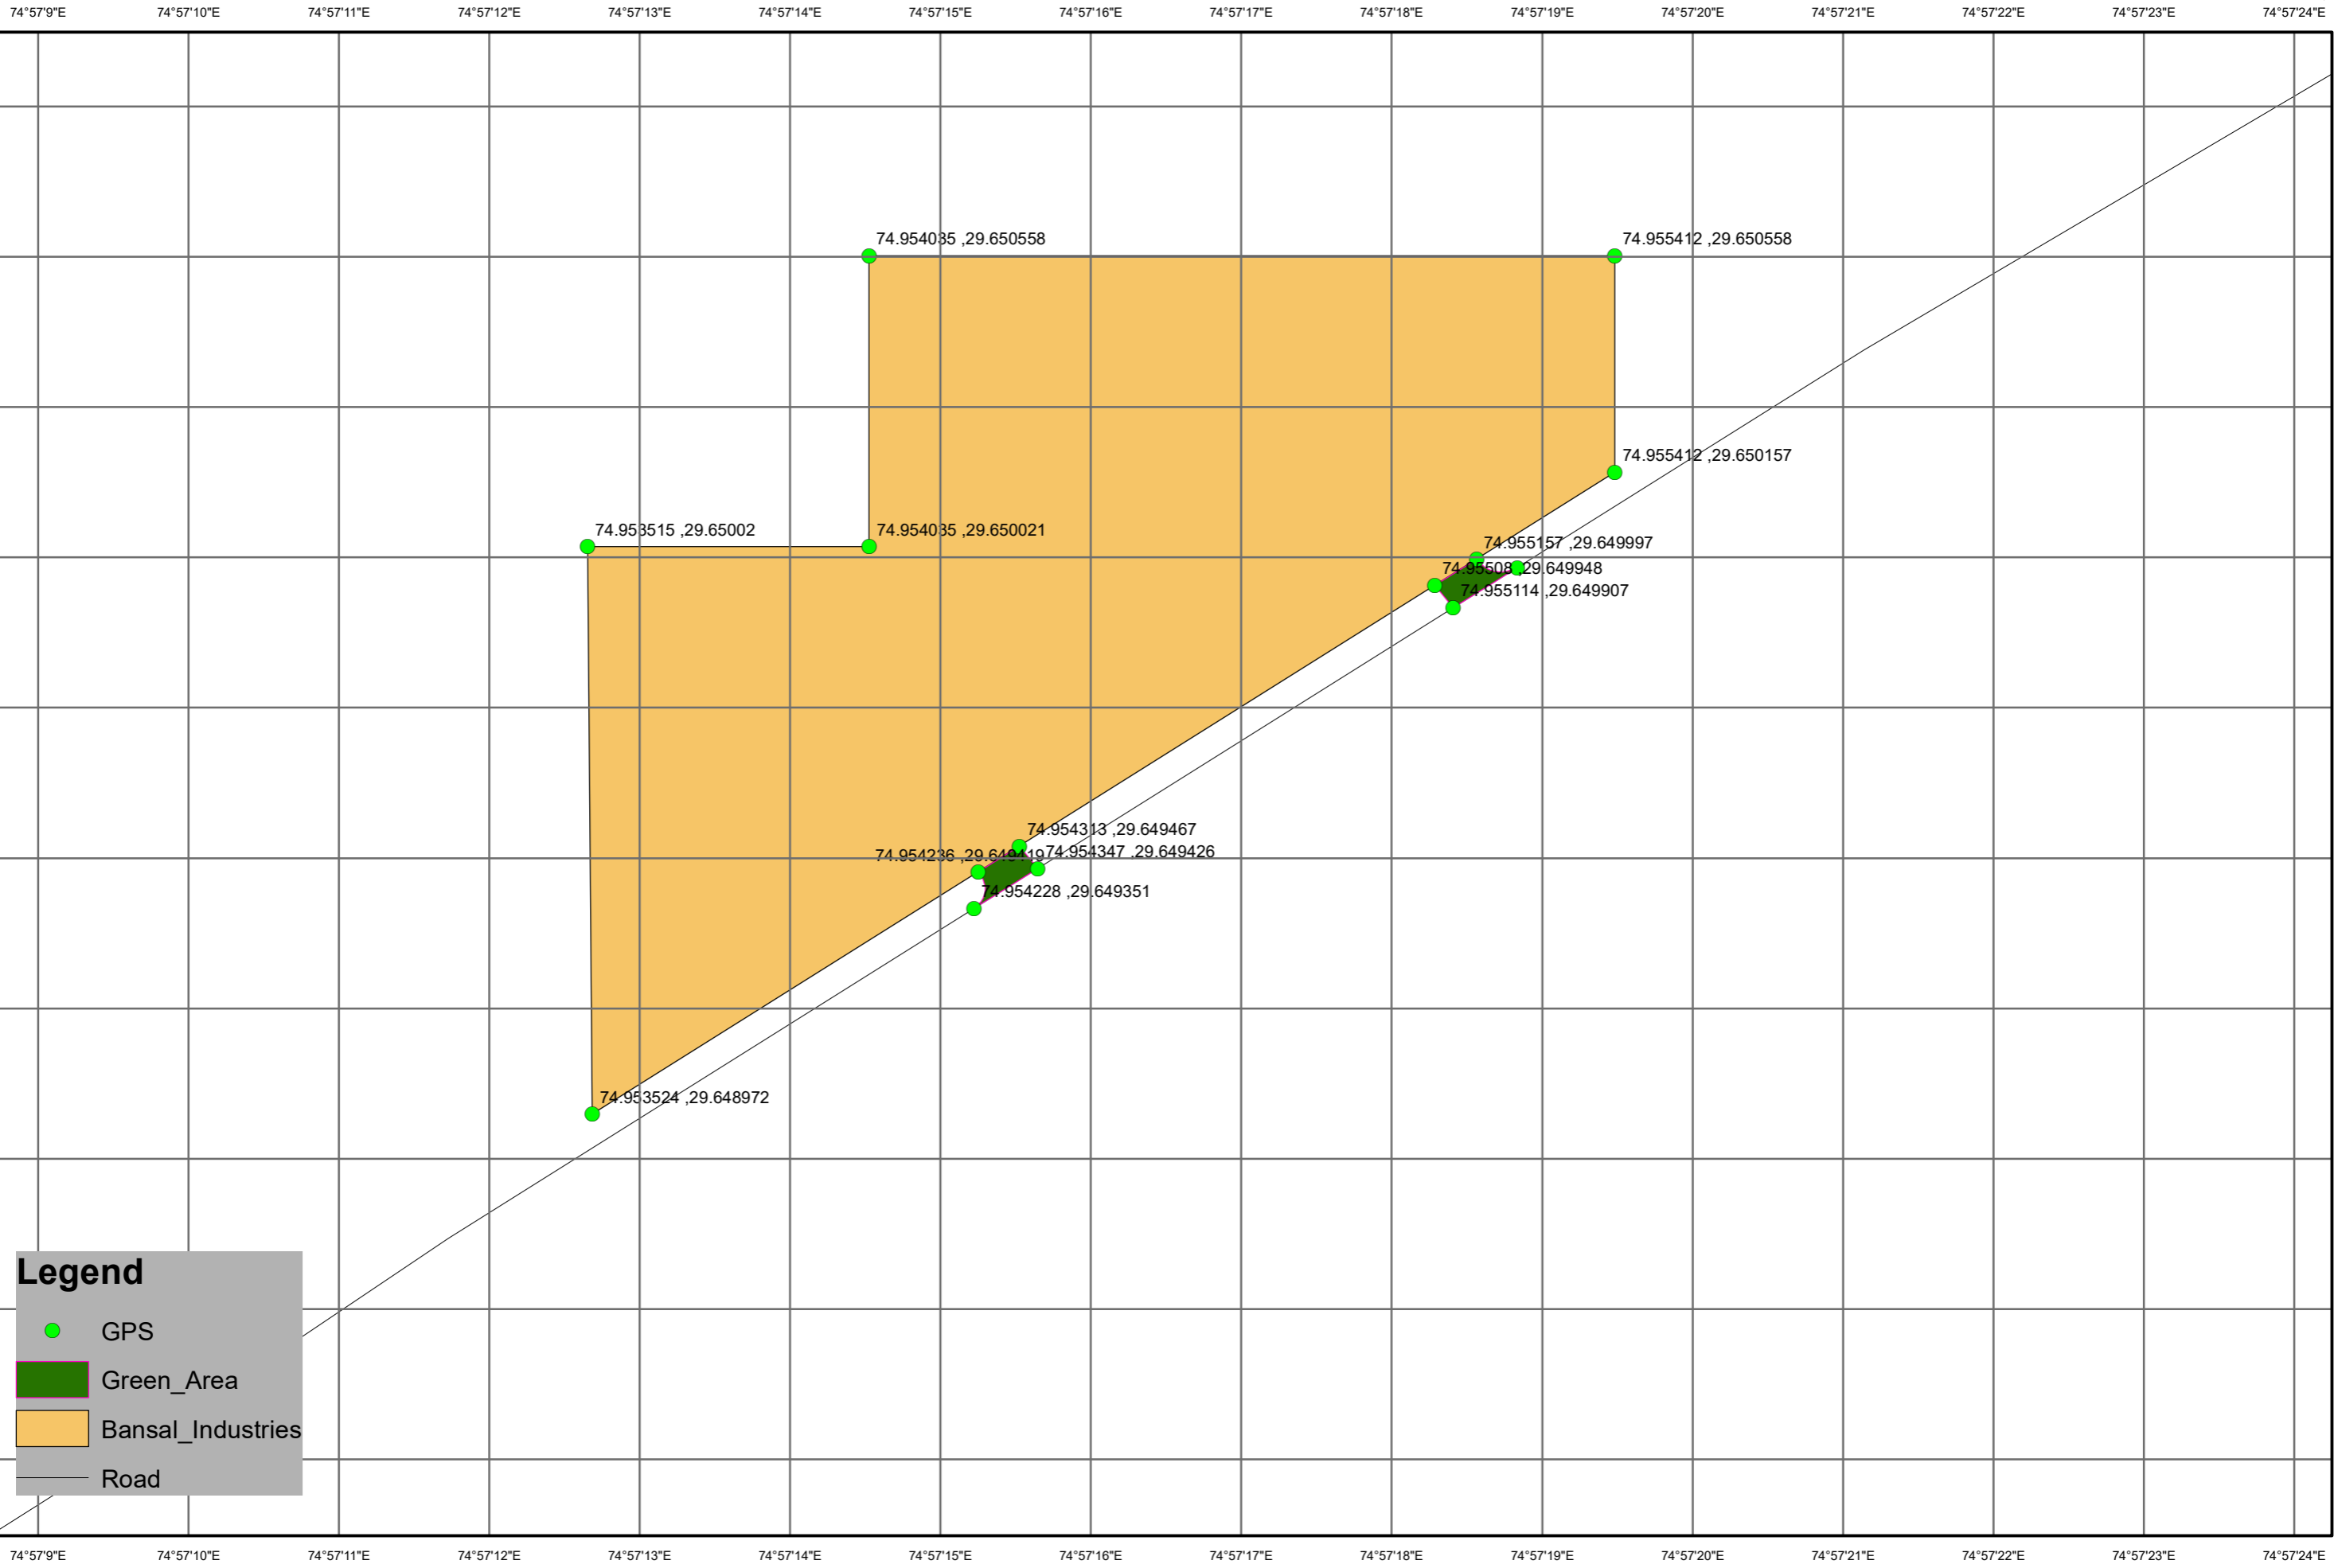 74°57'9"E 74°57'10"E 74°57'11"E 74°57'12"E 74°57'13"E 74°57'14"E 74°57'15"E 74°57'16"E 74°57'17"E 74°57'18"E 74°57'19"E 74°57'20"E 74°57'21"E 74°57'22"E 74°57'23"E 74°57'24"E
74.954035 ,29.650558
74.955412 ,29.650558
74.955412 ,29.650157
74.953515 ,29.65002
74.954035 ,29.650021
74.955157 ,29.649997
74.95508 ,29.649948
74.955114 ,29.649907
74.954313 ,29.649467
74.954236 ,29.649419
74.954347 ,29.649426
74.954228 ,29.649351
74.953524 ,29.648972
Legend
GPS
Green_Area
Bansal_Industries
Road
74°57'9"E 74°57'10"E 74°57'11"E 74°57'12"E 74°57'13"E 74°57'14"E 74°57'15"E 74°57'16"E 74°57'17"E 74°57'18"E 74°57'19"E 74°57'20"E 74°57'21"E 74°57'22"E 74°57'23"E 74°57'24"E